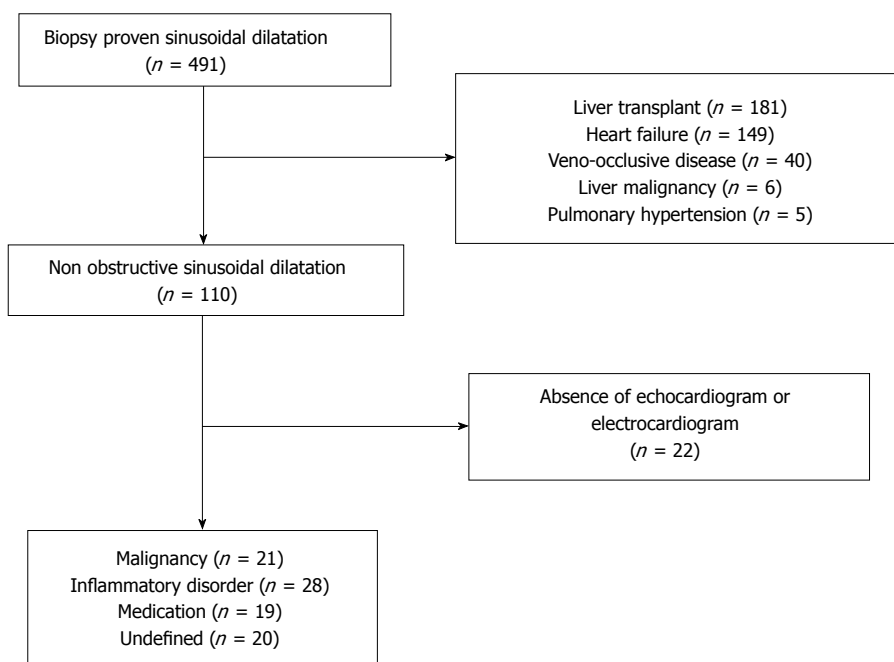 Biopsy proven sinusoidal dilatation
(n = 491)
Liver transplant (n = 181)
Heart failure (n = 149)
Veno-occlusive disease (n = 40)
Liver malignancy (n = 6)
Pulmonary hypertension (n = 5)
Non obstructive sinusoidal dilatation
(n = 110)
Absence of echocardiogram or
electrocardiogram
(n = 22)
Malignancy (n = 21)
Inflammatory disorder (n = 28)
Medication (n = 19)
Undefined (n = 20)